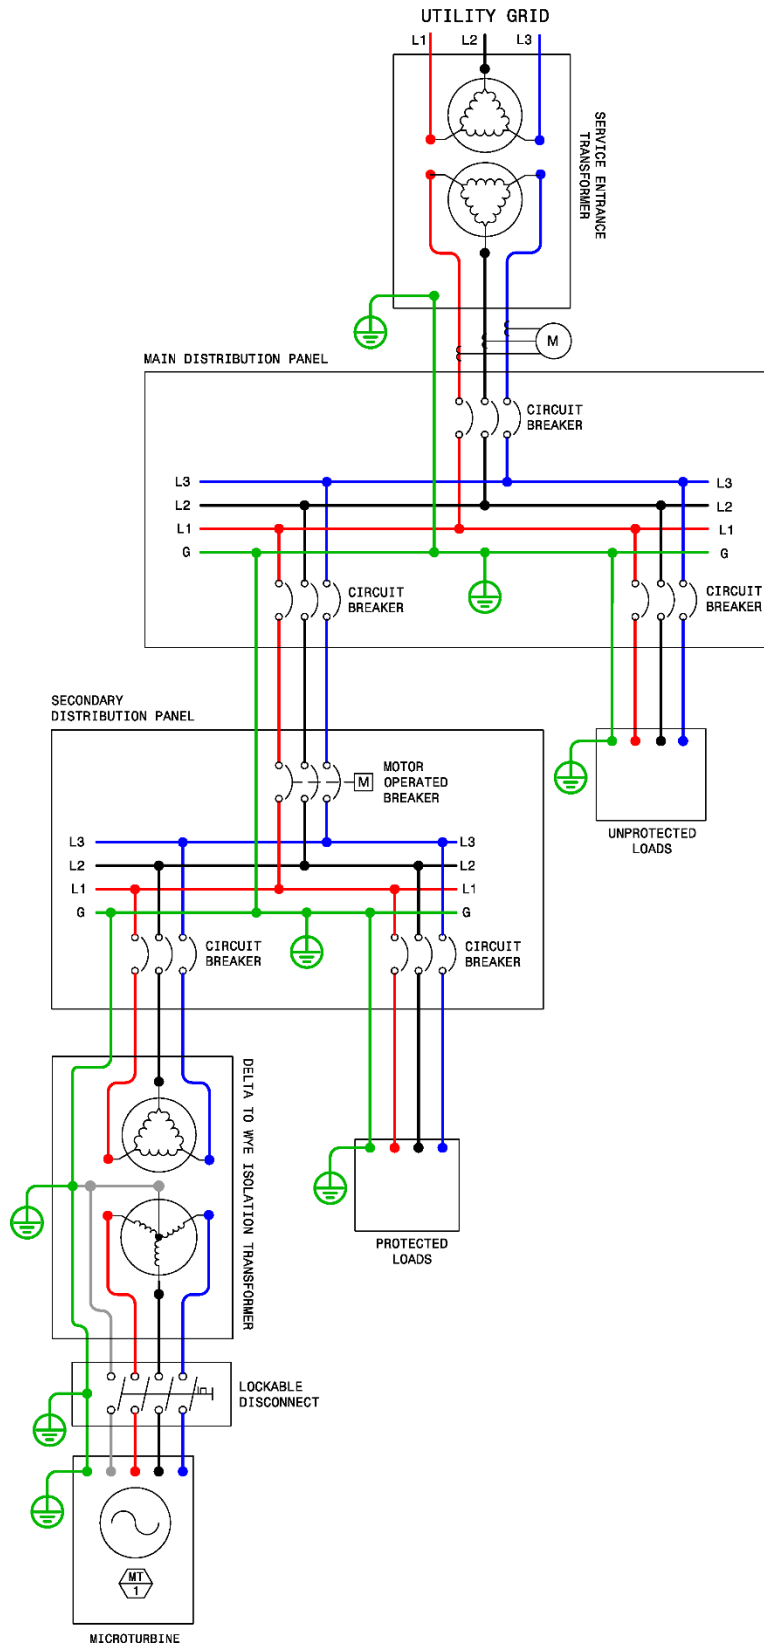 UTILITY GRID
L1
L2
L3
SERVICE ENTRANCE
TRANSFORMER
M
MAIN DISTRIBUTION PANEL
CIRCUIT
BREAKER
L3
L3
L2
L2
L1
L1
G
G
CIRCUIT
BREAKER
CIRCUIT
BREAKER
SECONDARY
DISTRIBUTION PANEL
MOTOR
OPERATED
BREAKER
M
UNPROTECTED
LOADS
L3
L3
L2
L2
L1
L1
G
G
CIRCUIT
BREAKER
CIRCUIT
BREAKER
DELTA TO WYE ISOLATION TRANSFORMER
PROTECTED
LOADS
LOCKABLE
DISCONNECT
MT
1
MICROTURBINE